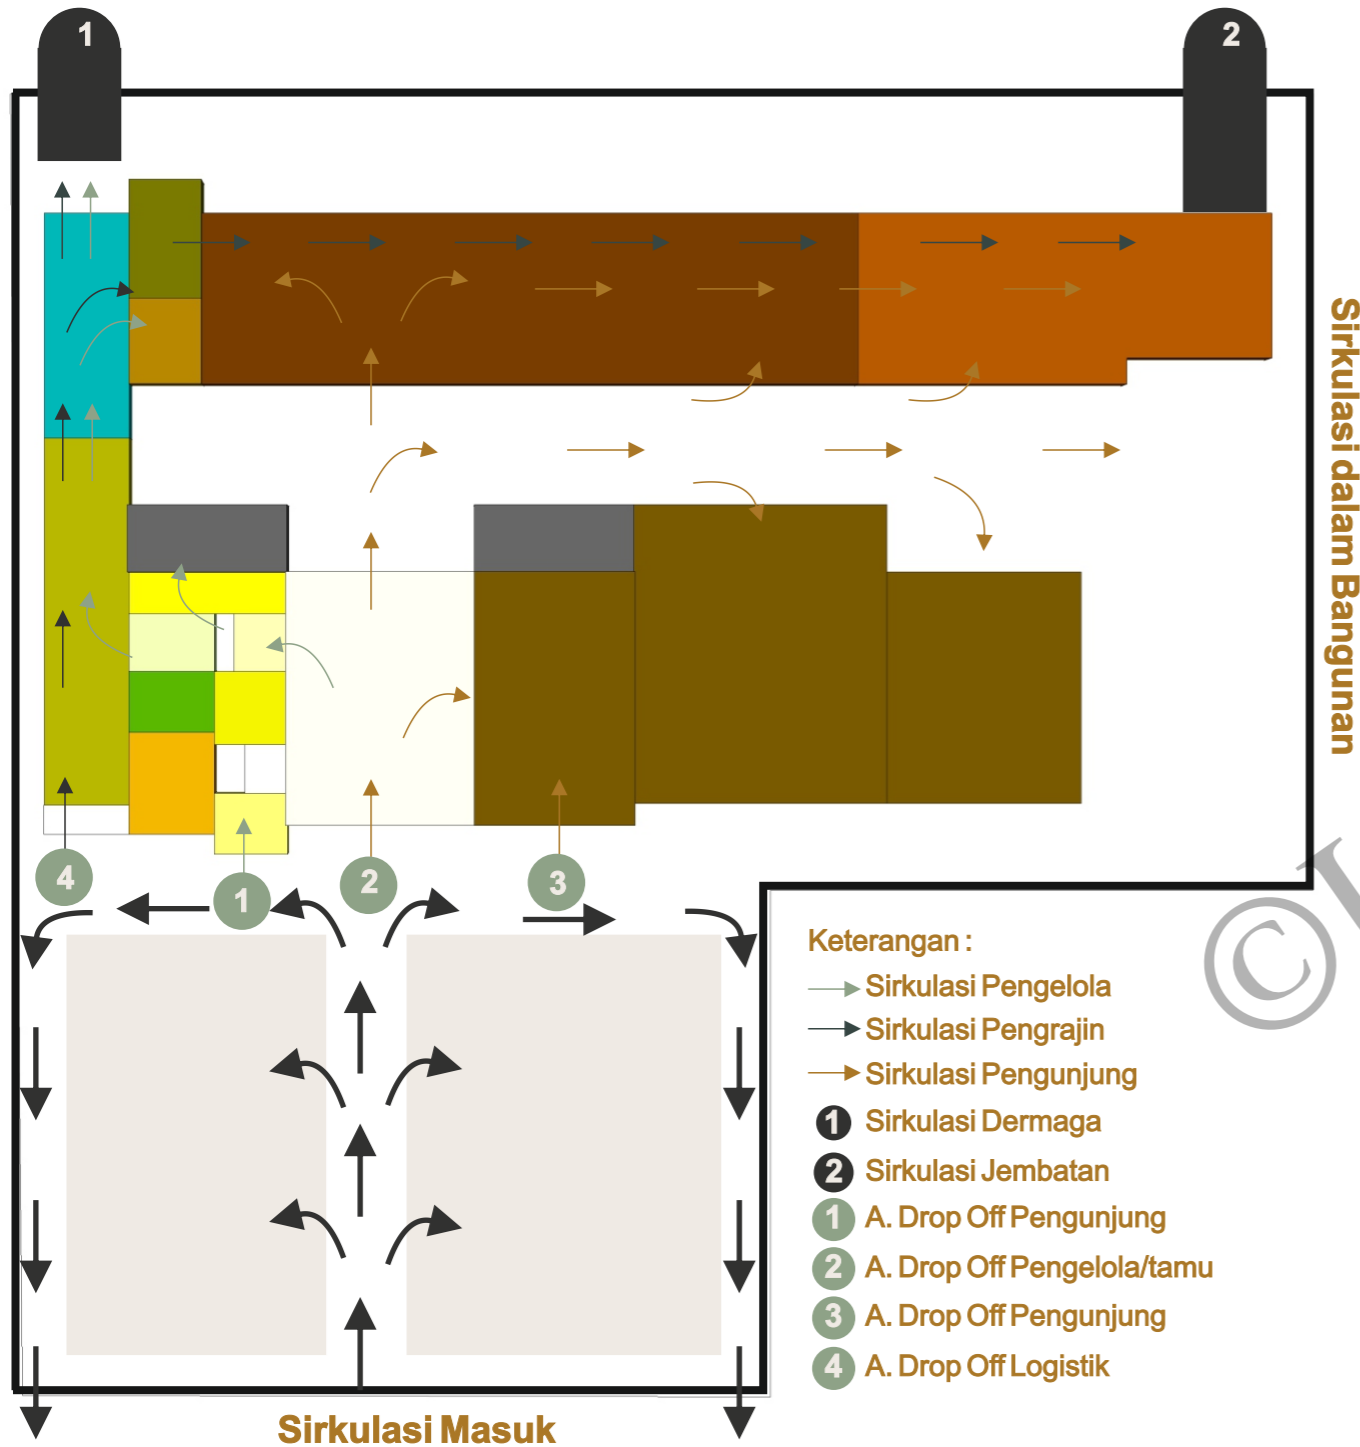 1
2
Sirkulasi dalam Bangunan
4
1
2
3
Keterangan :
Sirkulasi Pengelola
Sirkulasi Pengrajin
Sirkulasi Pengunjung
1 Sirkulasi Dermaga
2 Sirkulasi Jembatan
1 A. Drop Off Pengunjung
2 A. Drop Off Pengelola/tamu
3 A. Drop Off Pengunjung
4 A. Drop Off Logistik
Sirkulasi Masuk
©